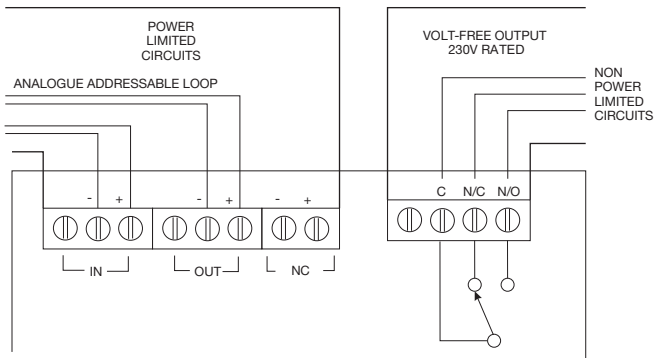 POWER
LIMITED
CIRCUITS
ANALOGUE ADDRESSABLE LOOP
- + - + - +
IN OUT NC
VOLT-FREE OUTPUT
230V RATED
NON
POWER
LIMITED
CIRCUITS
C N/C N/O